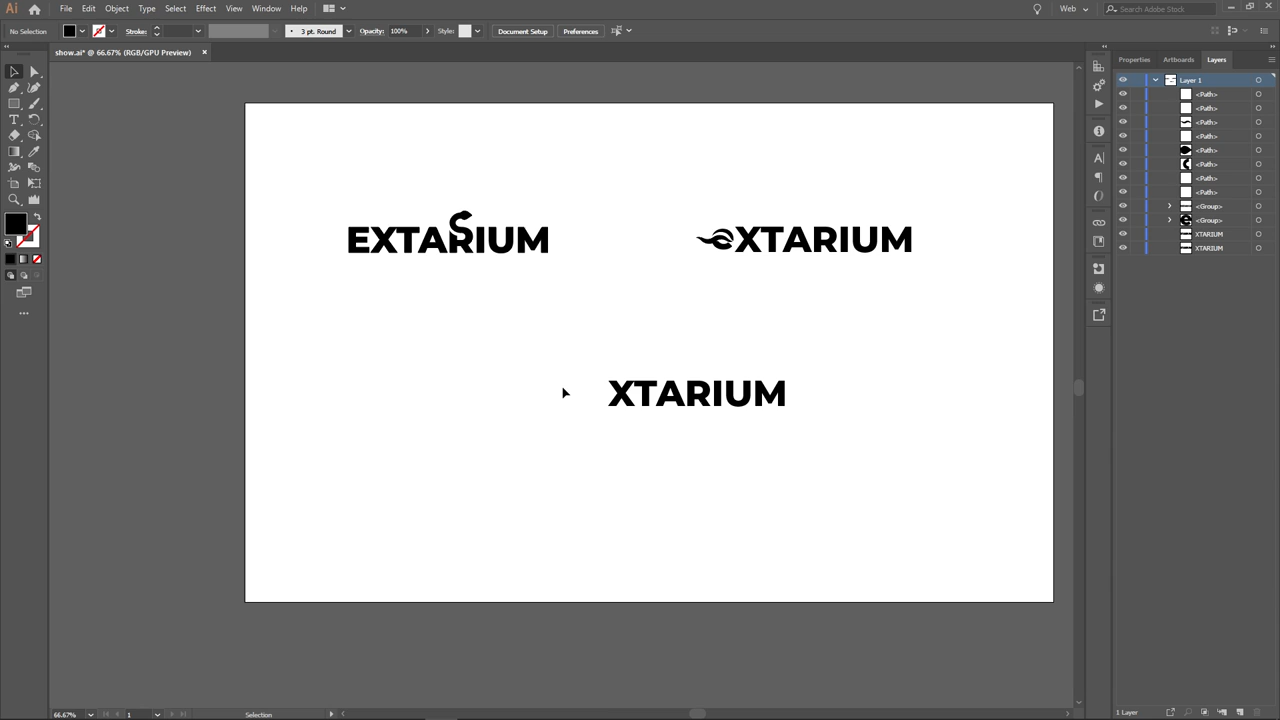 Ai File Edit Object Type Select Effect View Window Help Web Search Adobe Stock
No Selection Stroke: 3 pt. Round Opacity: 100% Style: Document Setup Preferences
show.ai* @ 66.67% (RGB/GPU Preview) ×
Properties Artboards Layers
Layer 1
<Path>
<Path>
<Path>
<Path>
<Path>
<Path>
<Path>
<Path>
<Group>
<Group>
XTARIUM
XTARIUM
EXTARIUM
eXTARIUM
XTARIUM
66.67% 1 Selection 1 Layer